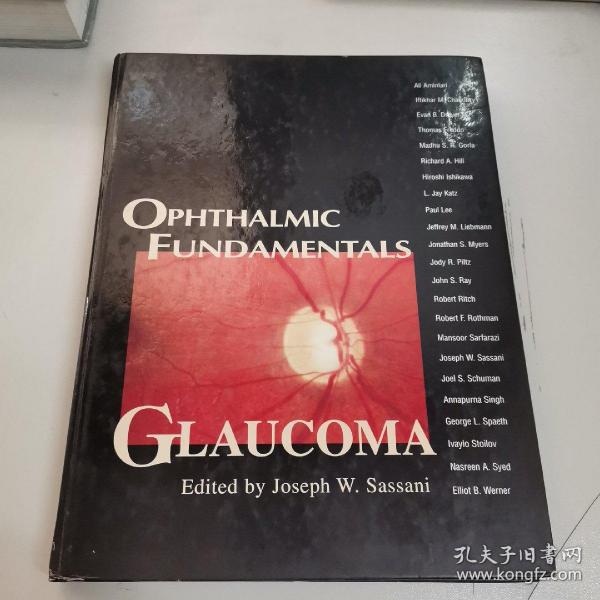 Ali Aminlari
Iftikhar M. Chaudhry
Evan B. Dreyer
Thomas
Madhu S. R. Gorla
Richard A. Hill
Hiroshi Ishikawa
L. Jay Katz
Paul Lee
Jeffrey M. Liebmann
Jonathan S. Myers
Jody R. Piltz
John S. Ray
Robert Ritch
Robert F. Rothman
Mansoor Sarfarazi
Joseph W. Sassani
Joel S. Schuman
Annapurna Singh
George L. Spaeth
Ivaylo Stoilov
Nasreen A. Syed
Elliot B. Werner
OPHTHALMIC
FUNDAMENTALS
GLAUCOMA
Edited by Joseph W. Sassani
孔夫子旧书网
www.kongfz.com